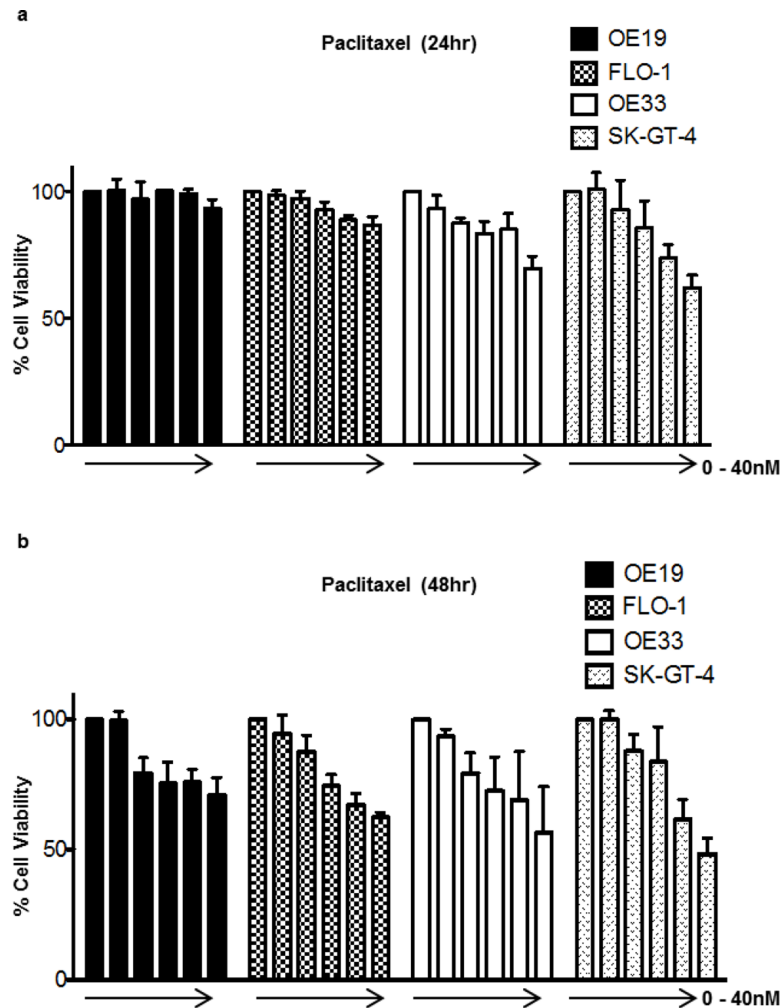 a
Paclitaxel (24hr)
OE19
FLO-1
OE33
SK-GT-4
% Cell Viability
100
50
0
0 - 40nM
b
Paclitaxel (48hr)
OE19
FLO-1
OE33
SK-GT-4
% Cell Viability
100
50
0
0 - 40nM